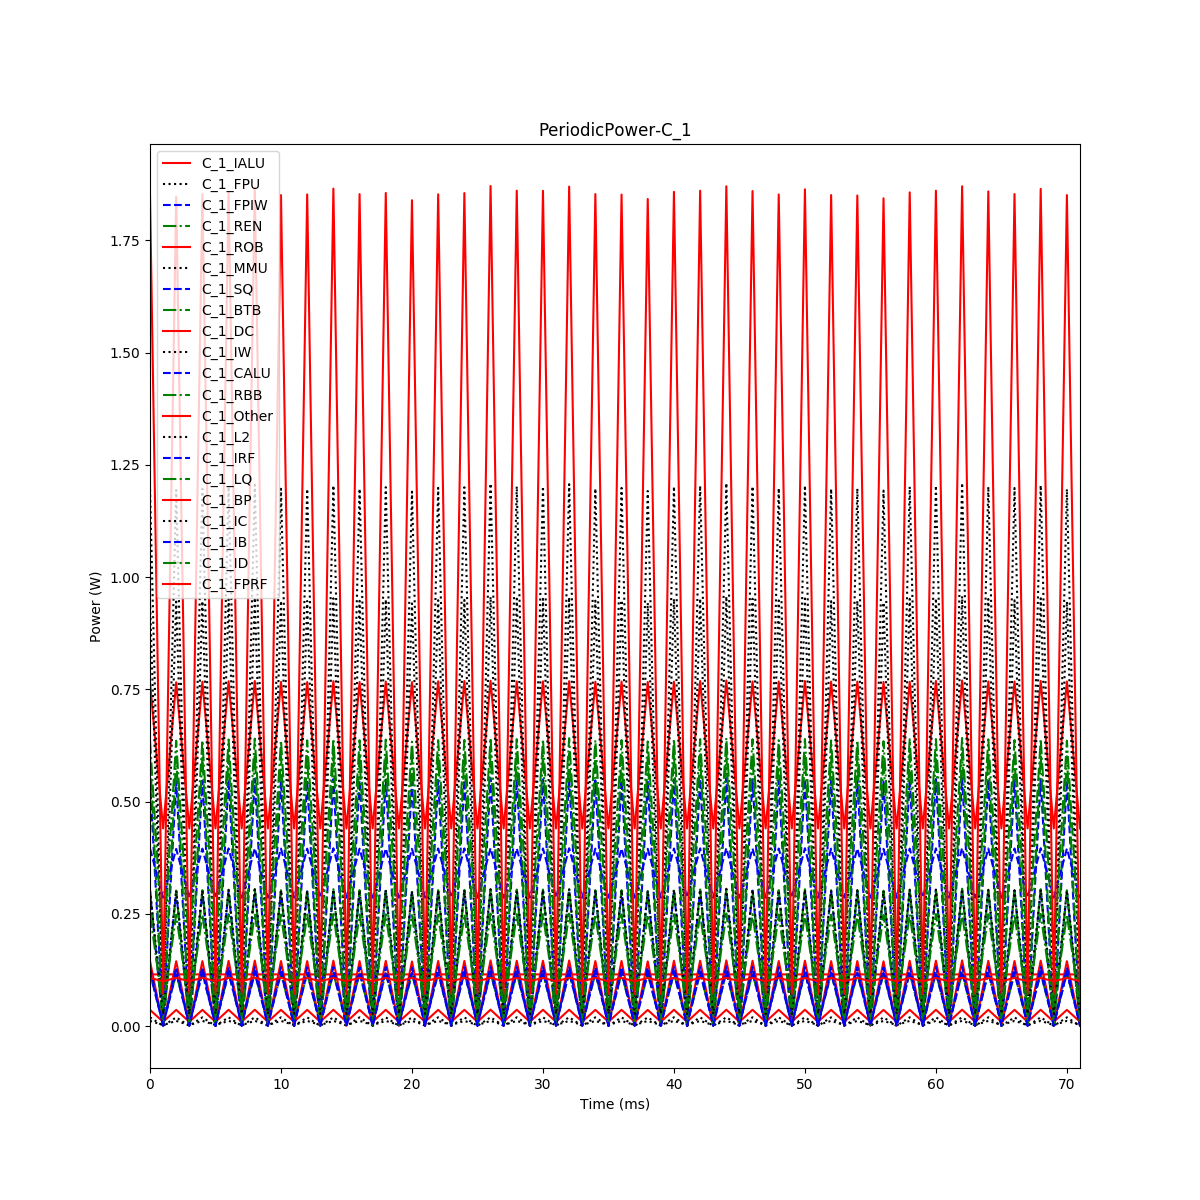 PeriodicPower-C_1
C_1_IALU
C_1_FPU
C_1_FPIW
C_1_REN
C_1_ROB
C_1_MMU
C_1_SQ
C_1_BTB
C_1_DC
C_1_IW
C_1_CALU
C_1_RBB
C_1_Other
C_1_L2
C_1_IRF
C_1_LQ
C_1_BP
C_1_IC
C_1_IB
C_1_ID
C_1_FPRF
1.75
1.50
1.25
1.00
0.75
0.50
0.25
0.00
Power (W)
0 10 20 30 40 50 60 70
Time (ms)